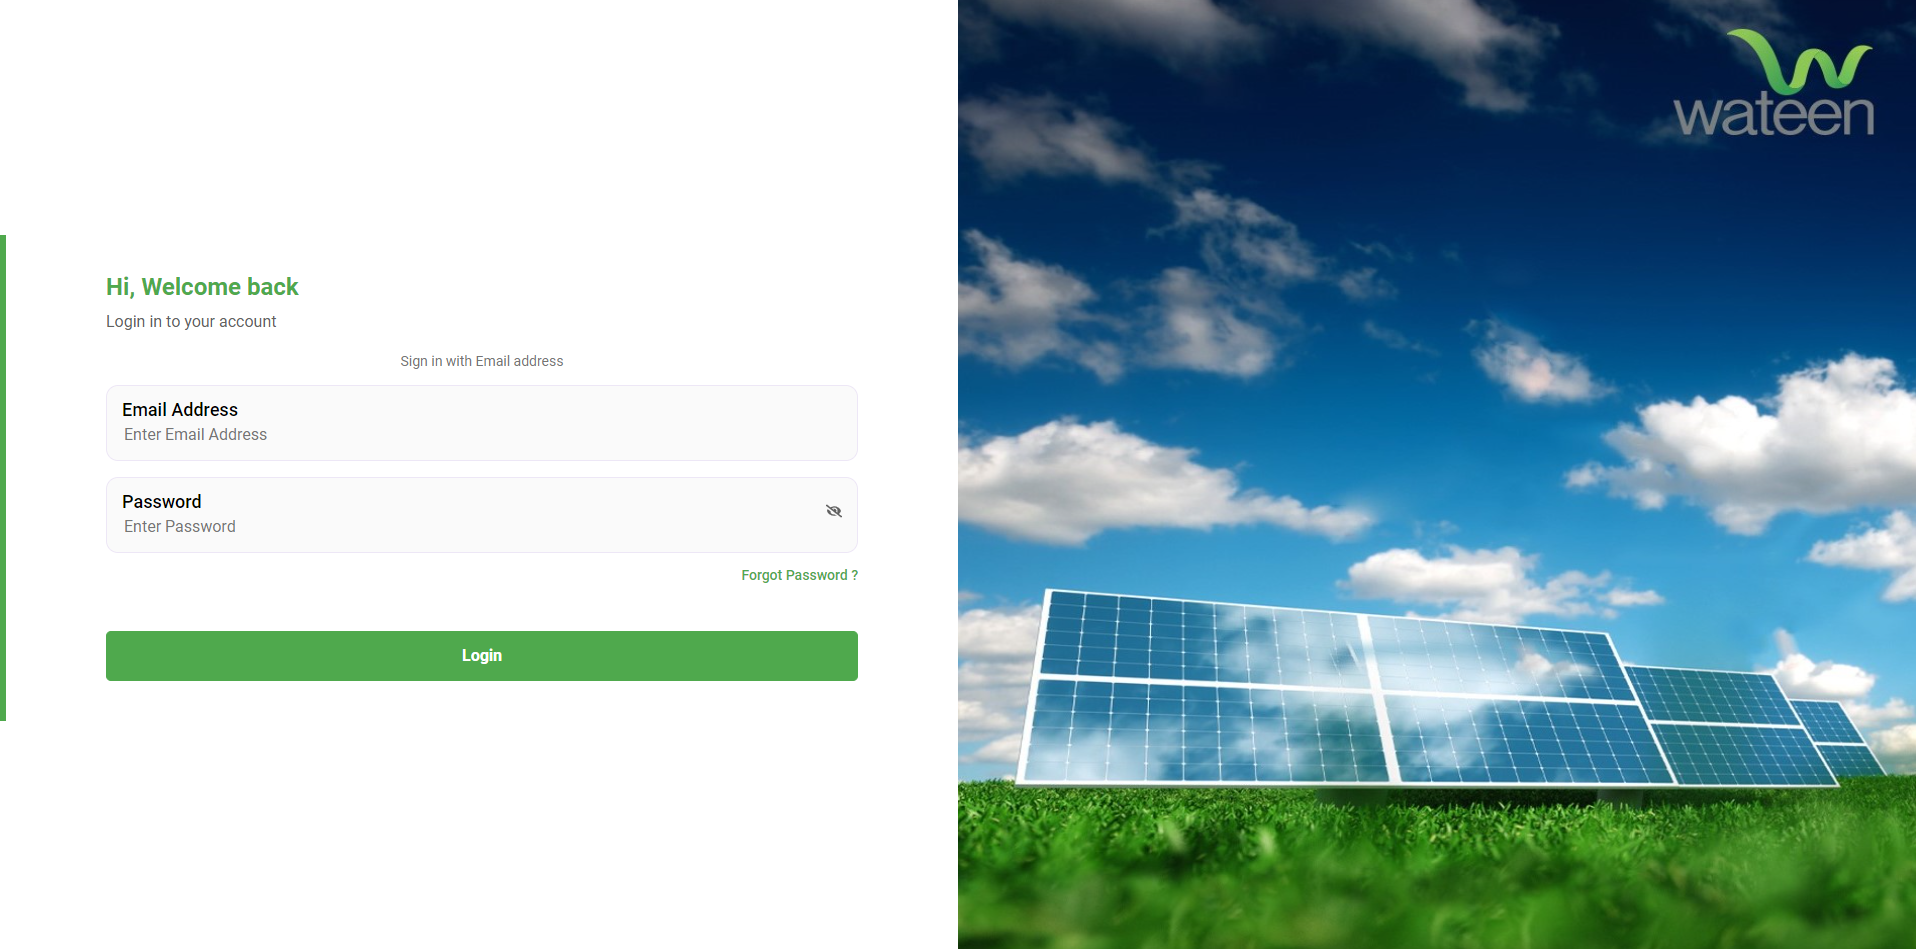 Hi, Welcome back
Login in to your account
Sign in with Email address
Email Address
Enter Email Address
Password
Enter Password
Forgot Password ?
Login
wateen